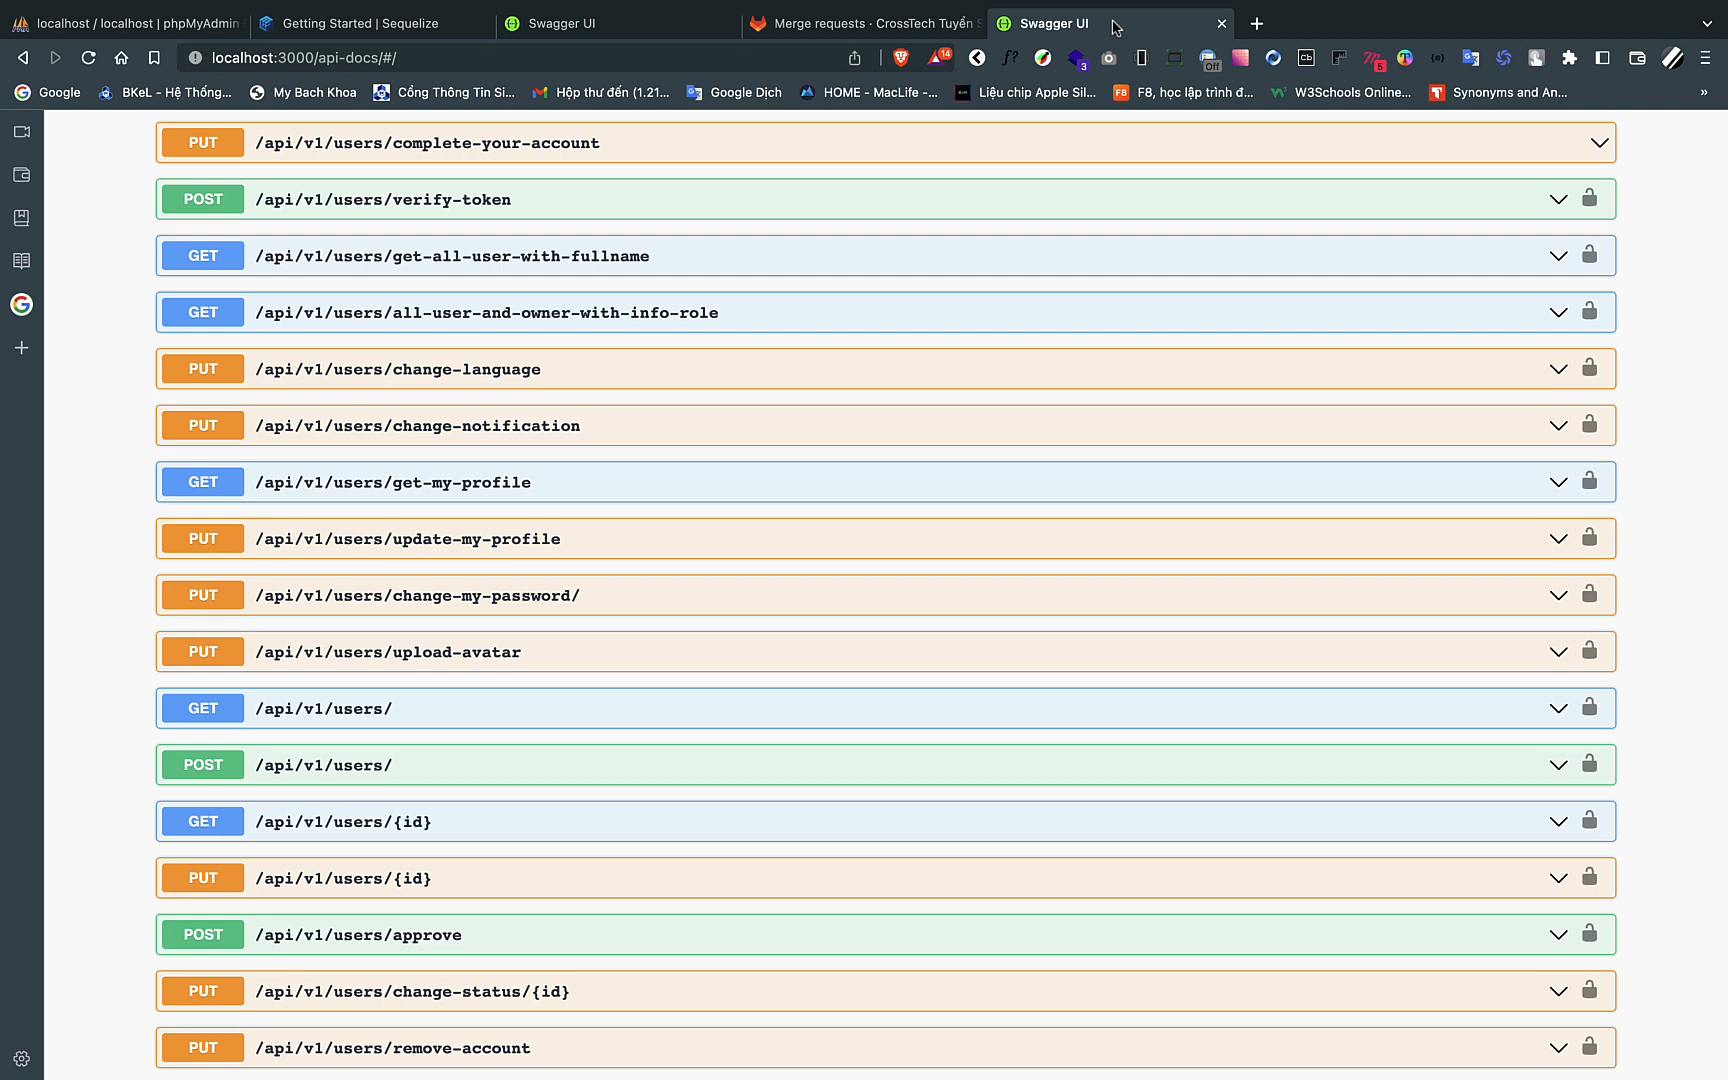 localhost / localhost | phpMyAdmin
Getting Started | Sequelize
Swagger UI
Merge requests · CrossTech Tuyển S
Swagger UI
localhost:3000/api-docs/#/
14
ƒ?
3
Off
Cb
5
Google
BKeL - Hệ Thống...
My Bach Khoa
Cổng Thông Tin Si...
Hộp thư đến (1.21...
Google Dịch
HOME - MacLife -...
Liệu chip Apple Sil...
F8
F8, học lập trình đ...
W3Schools Online...
Synonyms and An...
»
PUT /api/v1/users/complete-your-account
POST /api/v1/users/verify-token
GET /api/v1/users/get-all-user-with-fullname
GET /api/v1/users/all-user-and-owner-with-info-role
PUT /api/v1/users/change-language
PUT /api/v1/users/change-notification
GET /api/v1/users/get-my-profile
PUT /api/v1/users/update-my-profile
PUT /api/v1/users/change-my-password/
PUT /api/v1/users/upload-avatar
GET /api/v1/users/
POST /api/v1/users/
GET /api/v1/users/{id}
PUT /api/v1/users/{id}
POST /api/v1/users/approve
PUT /api/v1/users/change-status/{id}
PUT /api/v1/users/remove-account